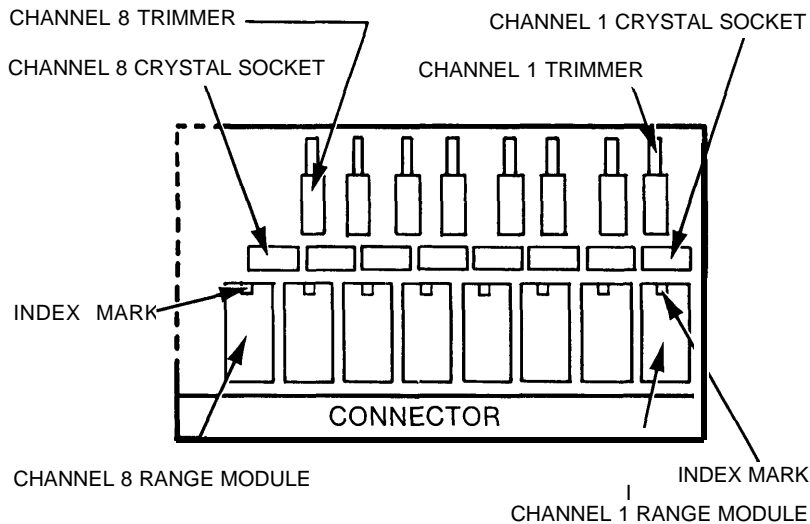 CHANNEL 8 TRIMMER
CHANNEL 1 CRYSTAL SOCKET
CHANNEL 8 CRYSTAL SOCKET
CHANNEL 1 TRIMMER
INDEX MARK
CONNECTOR
CHANNEL 8 RANGE MODULE
INDEX MARK
CHANNEL 1 RANGE MODULE